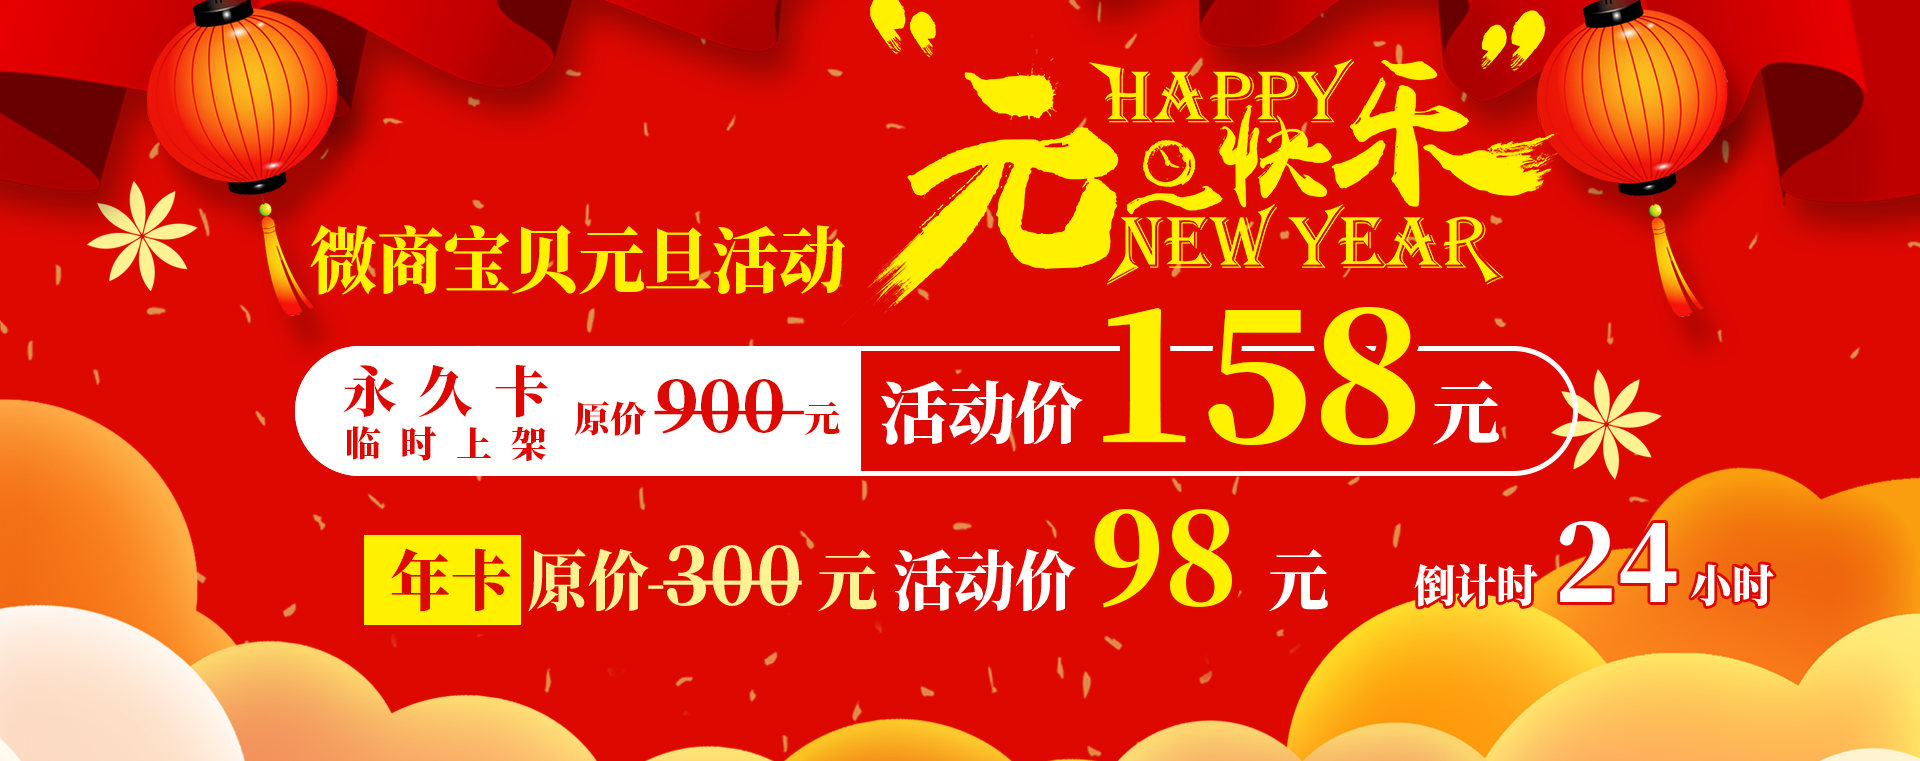 “元旦快乐”
HAPPY
NEW YEAR
微商宝贝元旦活动
永久卡
临时上架
原价900元
活动价158元
年卡 原价-300元 活动价98元
倒计时24小时